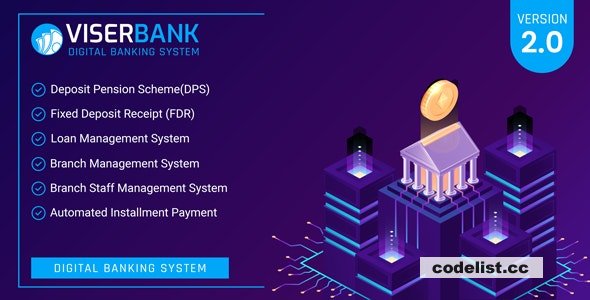 VISERBANK
DIGITAL BANKING SYSTEM
VERSION
2.0
Deposit Pension Scheme(DPS)
Fixed Deposit Receipt (FDR)
Loan Management System
Branch Management System
Branch Staff Management System
Automated Installment Payment
DIGITAL BANKING SYSTEM
codelist.cc